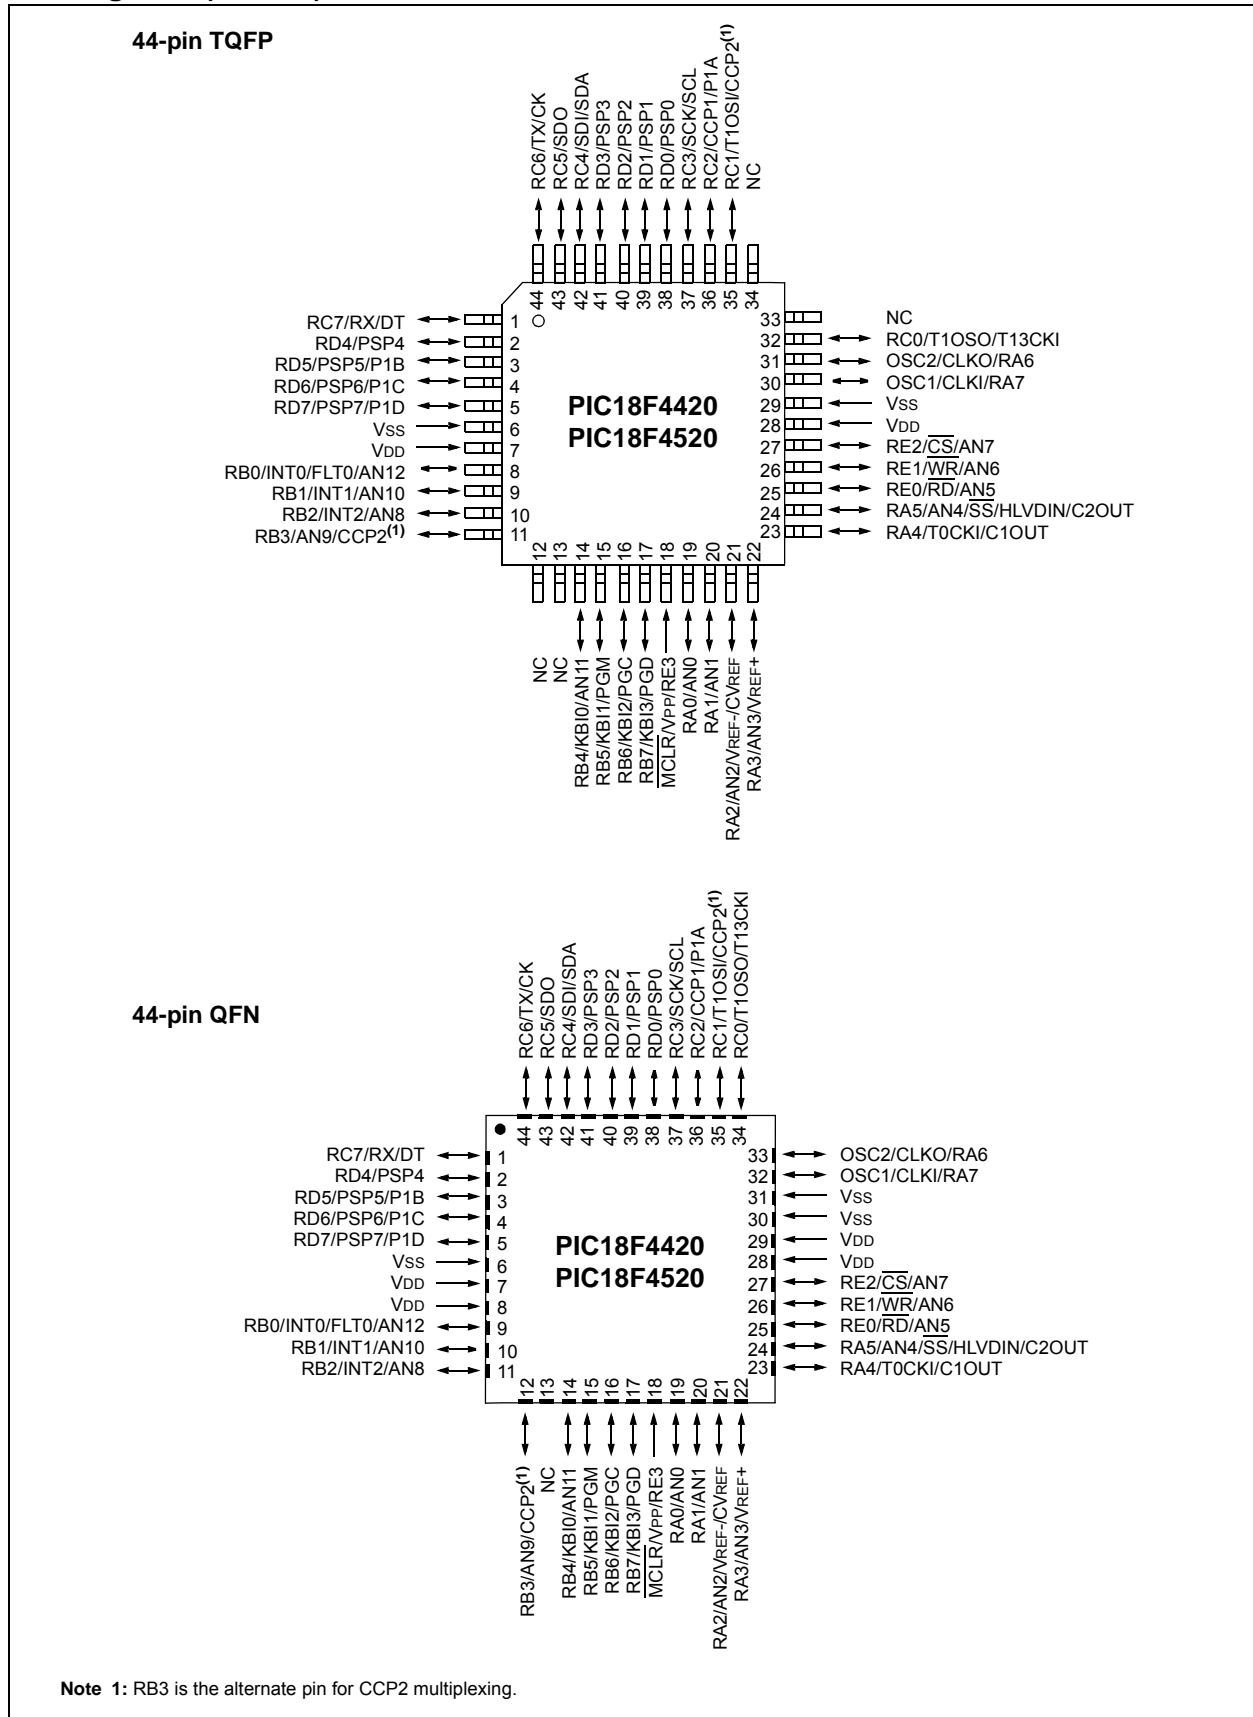 44-pin TQFP
RC6/TX/CK
RC5/SDO
RC4/SDI/SDA
RD3/PSP3
RD2/PSP2
RD1/PSP1
RD0/PSP0
RC3/SCK/SCL
RC2/CCP1/P1A
RC1/T1OSI/CCP2(1)
NC
44
43
42
41
40
39
38
37
36
35
34
RC7/RX/DT 1
RD4/PSP4 2
RD5/PSP5/P1B 3
RD6/PSP6/P1C 4
RD7/PSP7/P1D 5
VSS 6
VDD 7
RB0/INT0/FLT0/AN12 8
RB1/INT1/AN10 9
RB2/INT2/AN8 10
RB3/AN9/CCP2(1) 11
PIC18F4420
PIC18F4520
33 NC
32 RC0/T1OSO/T13CKI
31 OSC2/CLKO/RA6
30 OSC1/CLKI/RA7
29 VSS
28 VDD
27 RE2/CS/AN7
26 RE1/WR/AN6
25 RE0/RD/AN5
24 RA5/AN4/SS/HLVDIN/C2OUT
23 RA4/T0CKI/C1OUT
12
13
14
15
16
17
18
19
20
21
22
NC
NC
RB4/KBI0/AN11
RB5/KBI1/PGM
RB6/KBI2/PGC
RB7/KBI3/PGD
MCLR/VPP/RE3
RA0/AN0
RA1/AN1
RA2/AN2/VREF-/CVREF
RA3/AN3/VREF+
44-pin QFN
RC6/TX/CK
RC5/SDO
RC4/SDI/SDA
RD3/PSP3
RD2/PSP2
RD1/PSP1
RD0/PSP0
RC3/SCK/SCL
RC2/CCP1/P1A
RC1/T1OSI/CCP2(1)
RC0/T1OSO/T13CKI
44
43
42
41
40
39
38
37
36
35
34
RC7/RX/DT 1
RD4/PSP4 2
RD5/PSP5/P1B 3
RD6/PSP6/P1C 4
RD7/PSP7/P1D 5
VSS 6
VDD 7
VDD 8
RB0/INT0/FLT0/AN12 9
RB1/INT1/AN10 10
RB2/INT2/AN8 11
PIC18F4420
PIC18F4520
33 OSC2/CLKO/RA6
32 OSC1/CLKI/RA7
31 VSS
30 VSS
29 VDD
28 VDD
27 RE2/CS/AN7
26 RE1/WR/AN6
25 RE0/RD/AN5
24 RA5/AN4/SS/HLVDIN/C2OUT
23 RA4/T0CKI/C1OUT
12
13
14
15
16
17
18
19
20
21
22
RB3/AN9/CCP2(1)
NC
RB4/KBI0/AN11
RB5/KBI1/PGM
RB6/KBI2/PGC
RB7/KBI3/PGD
MCLR/VPP/RE3
RA0/AN0
RA1/AN1
RA2/AN2/VREF-/CVREF
RA3/AN3/VREF+
Note 1: RB3 is the alternate pin for CCP2 multiplexing.